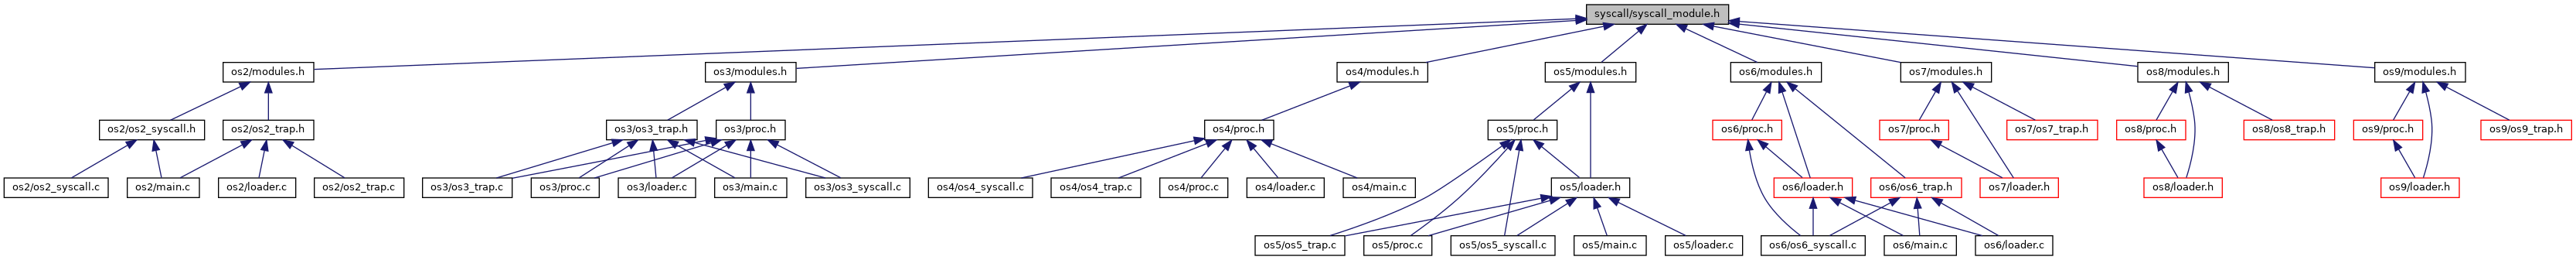 syscall/syscall_module.h
os2/modules.h
os3/modules.h
os4/modules.h
os5/modules.h
os6/modules.h
os7/modules.h
os8/modules.h
os9/modules.h
os2/os2_syscall.h
os2/os2_trap.h
os3/os3_trap.h
os3/proc.h
os4/proc.h
os5/proc.h
os6/proc.h
os7/proc.h
os7/os7_trap.h
os8/proc.h
os8/os8_trap.h
os9/proc.h
os9/os9_trap.h
os2/os2_syscall.c
os2/main.c
os2/loader.c
os2/os2_trap.c
os3/os3_trap.c
os3/proc.c
os3/loader.c
os3/main.c
os3/os3_syscall.c
os4/os4_syscall.c
os4/os4_trap.c
os4/proc.c
os4/loader.c
os4/main.c
os5/loader.h
os6/loader.h
os6/os6_trap.h
os7/loader.h
os8/loader.h
os9/loader.h
os5/os5_trap.c
os5/proc.c
os5/os5_syscall.c
os5/main.c
os5/loader.c
os6/os6_syscall.c
os6/main.c
os6/loader.c